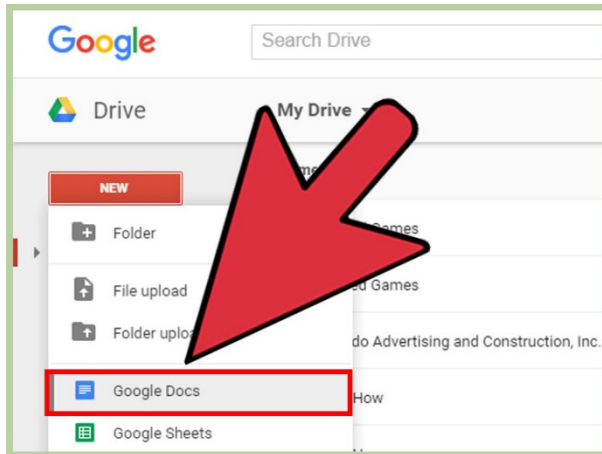 Google
Search Drive
Drive
My Drive
NEW
Folder
Games
File upload
ed Games
Folder uplo
do Advertising and Construction, Inc.
Google Docs
How
Google Sheets